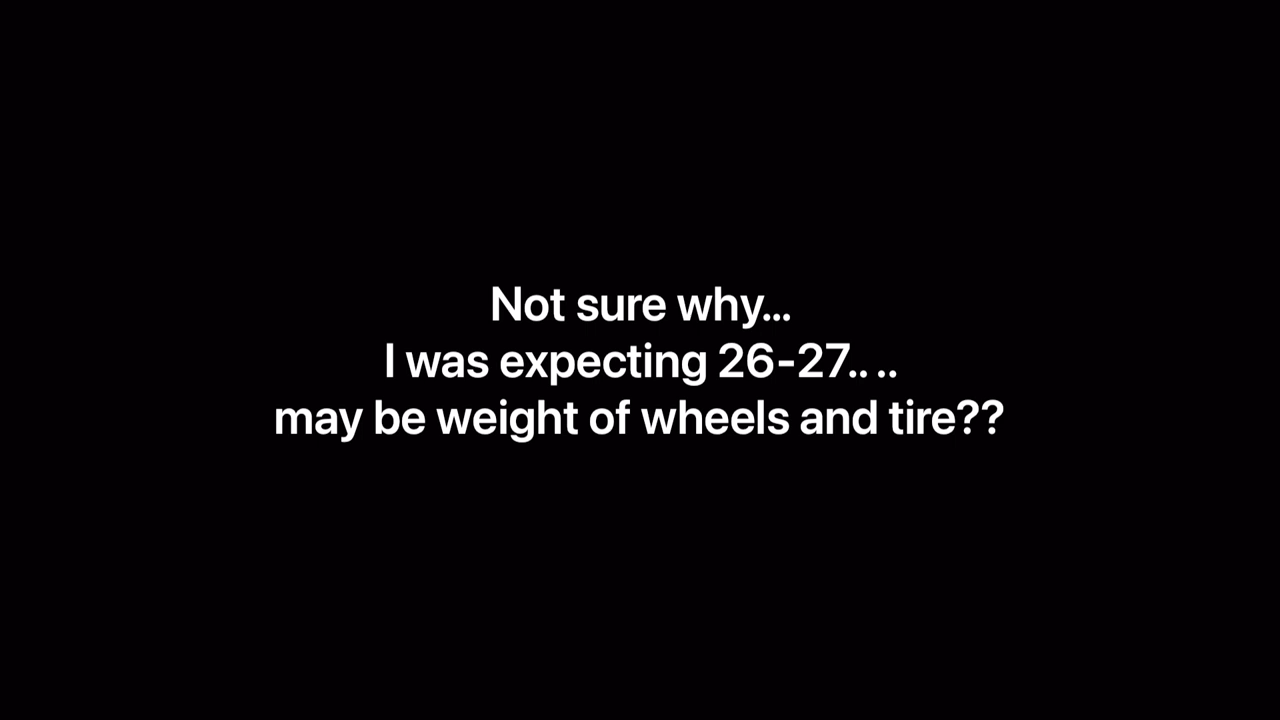 Not sure why...
I was expecting 26-27.. ..
may be weight of wheels and tire??